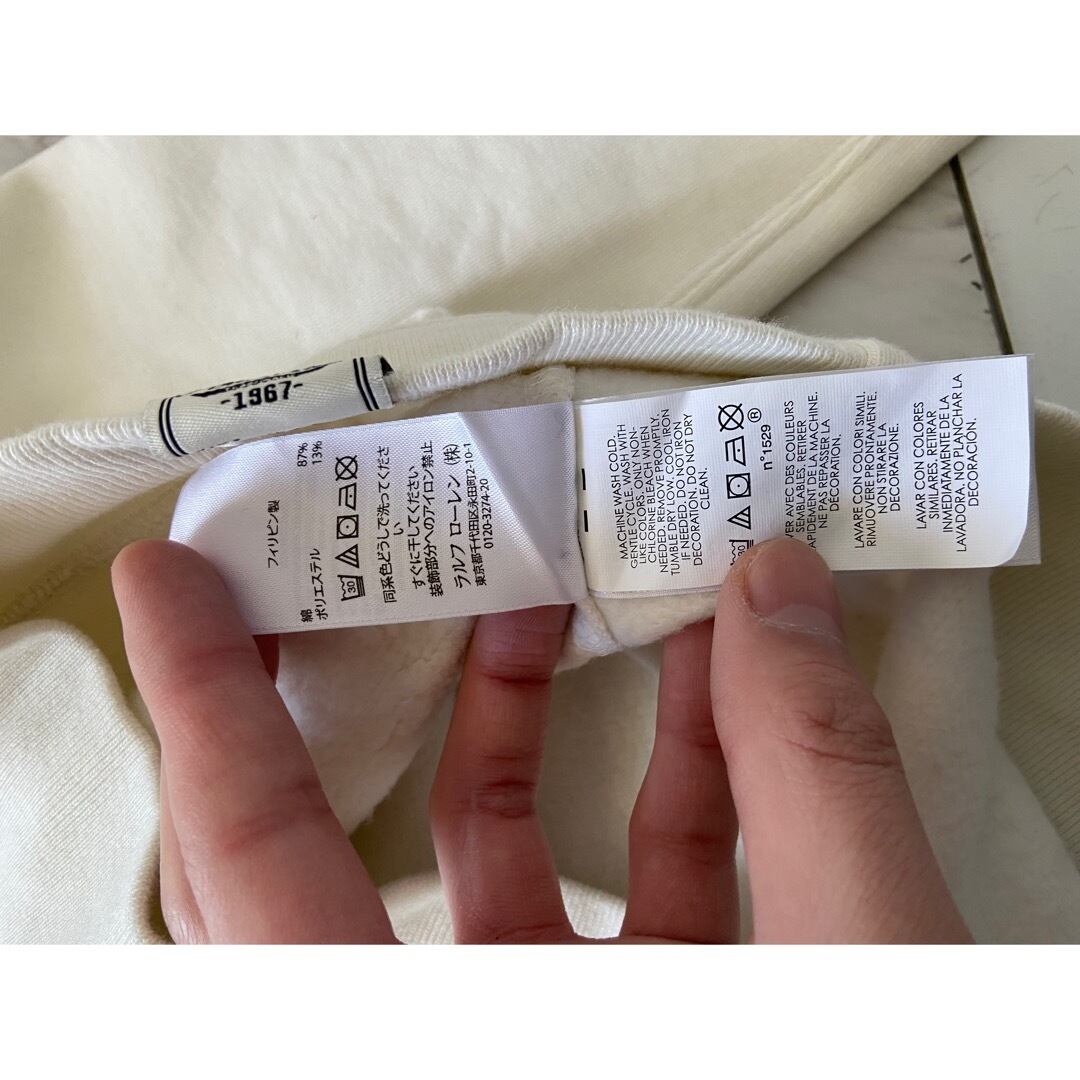 -1967-
フィリピン製
綿 87%
ポリエステル 13%
30
同系色どうしで洗ってくださ
い
すぐに干してください
装飾部分へのアイロン禁止
ラルフ ローレン (株)
東京都千代田区永田町2-10-1
0120-3274-20
MACHINE WASH COLD.
GENTLE CYCLE. WASH WITH
LIKE COLORS. ONLY NON-
CHLORINE BLEACH WHEN
NEEDED. REMOVE PROMPTLY.
TUMBLE DRY LOW. COOL IRON
IF NEEDED. DO NOT IRON
DECORATION. DO NOT DRY
CLEAN.
30
®
n°1529
VER AVEC DES COULEURS
SEMBLABLES. RETIRER
RAPIDEMENT DE LA MACHINE.
NE PAS REPASSER LA
DÉCORATION.
LAVARE CON COLORI SIMILI.
RIMUOVERE PRONTAMENTE.
NON STIRARE LA
DECORAZIONE.
LAVAR CON COLORES
SIMILARES. RETIRAR
INMEDIATAMENTE DE LA
LAVADORA. NO PLANCHAR LA
DECORACIÓN.